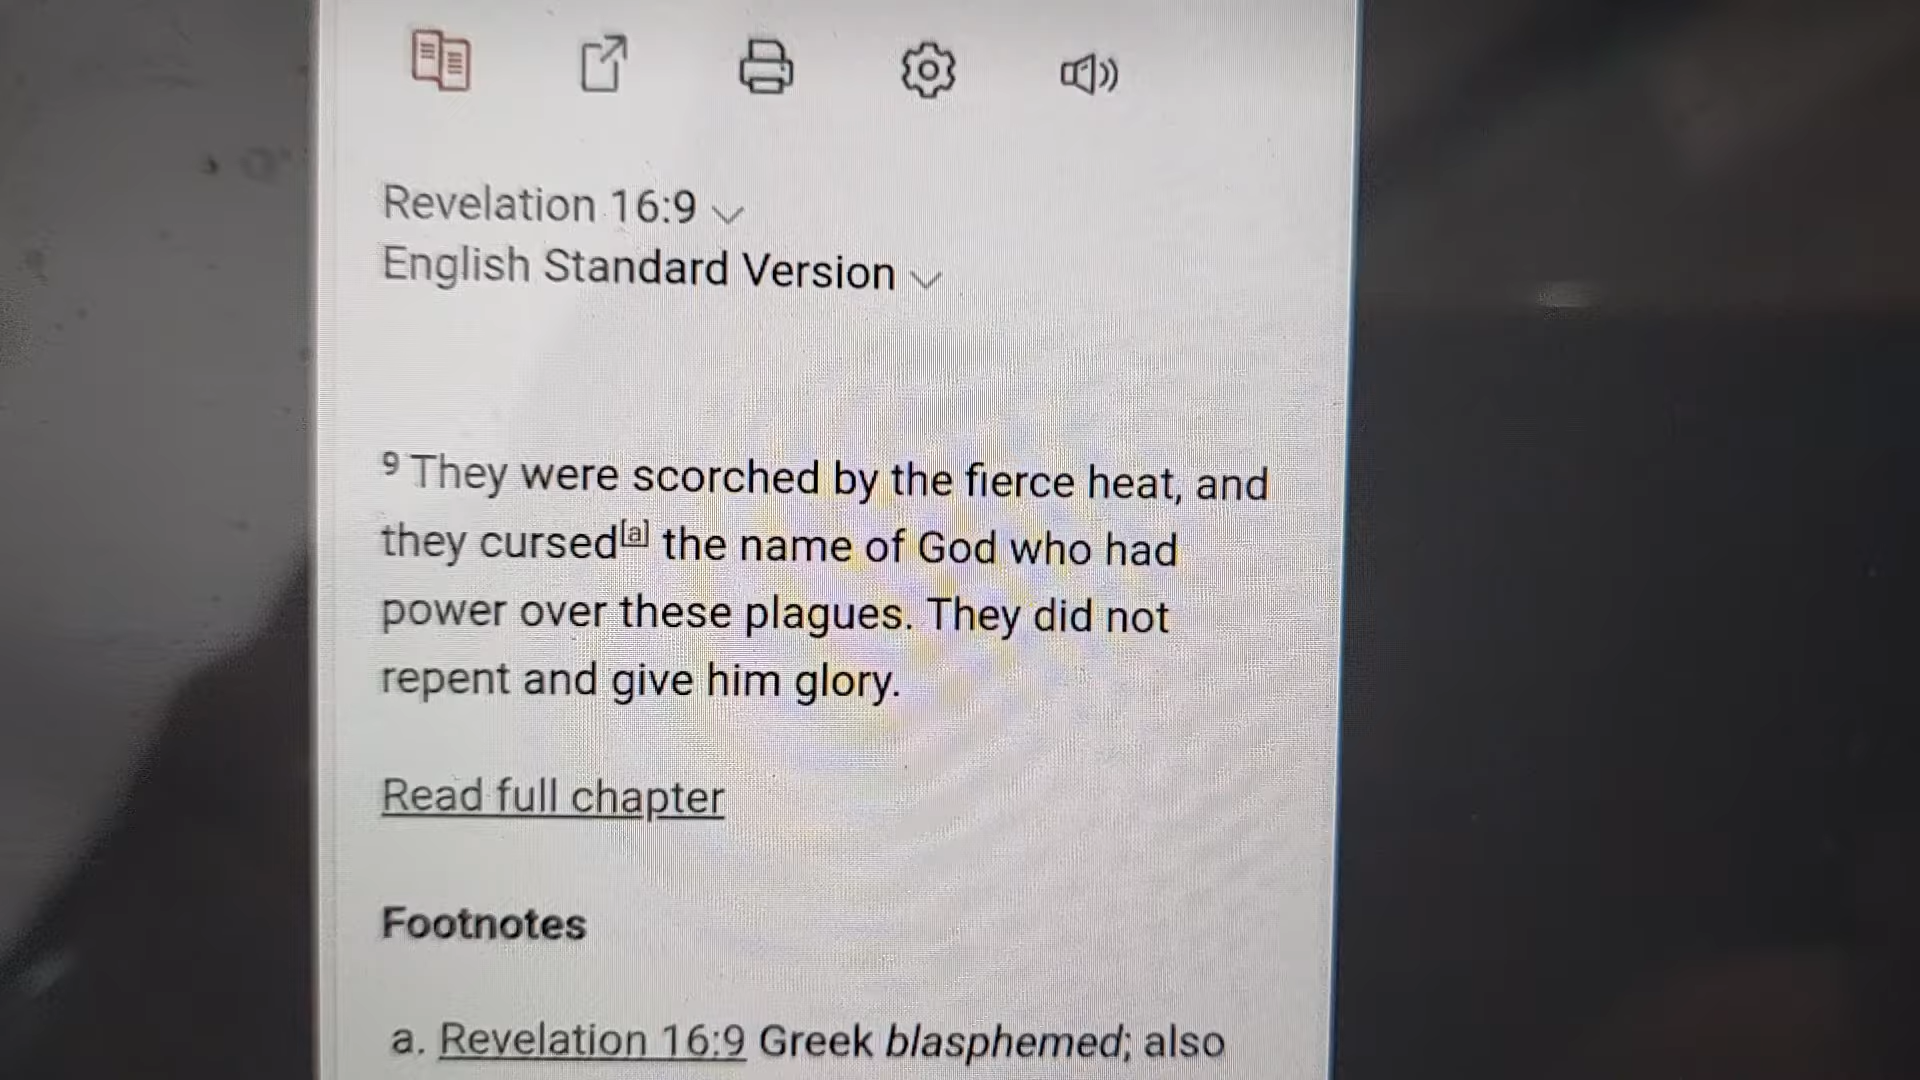 Revelation 16:9
English Standard Version
9 They were scorched by the fierce heat, and
they cursed[a] the name of God who had
power over these plagues. They did not
repent and give him glory.
Read full chapter
Footnotes
a. Revelation 16:9 Greek blasphemed; also